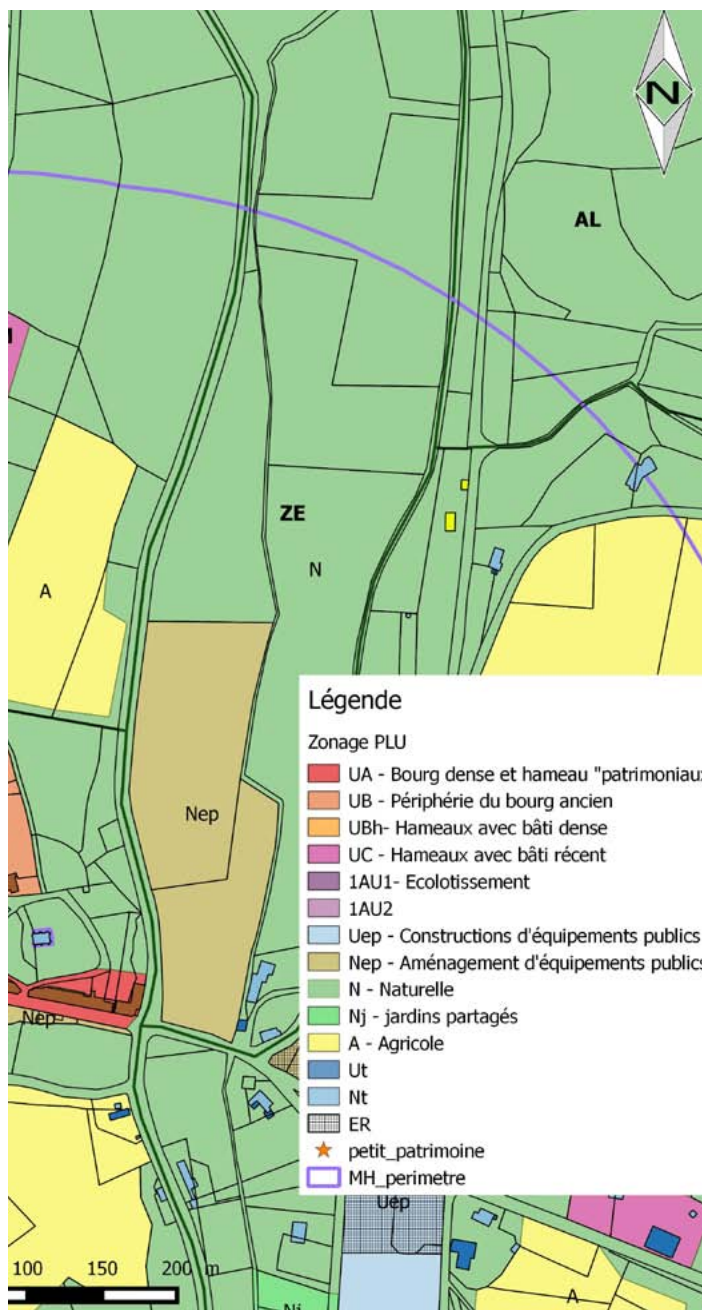 N
AL
ZE
N
A
Légende
Zonage PLU
UA - Bourg dense et hameau "patrimoniaux
UB - Périphérie du bourg ancien
UBh- Hameaux avec bâti dense
UC - Hameaux avec bâti récent
1AU1- Ecolotissement
1AU2
Uep - Constructions d'équipements publics
Nep - Aménagement d'équipements publics
N - Naturelle
Nj - jardins partagés
A - Agricole
Ut
Nt
ER
petit_patrimoine
MH_perimetre
Nep
Nep
Uep
100 150 200 m
A
Nj